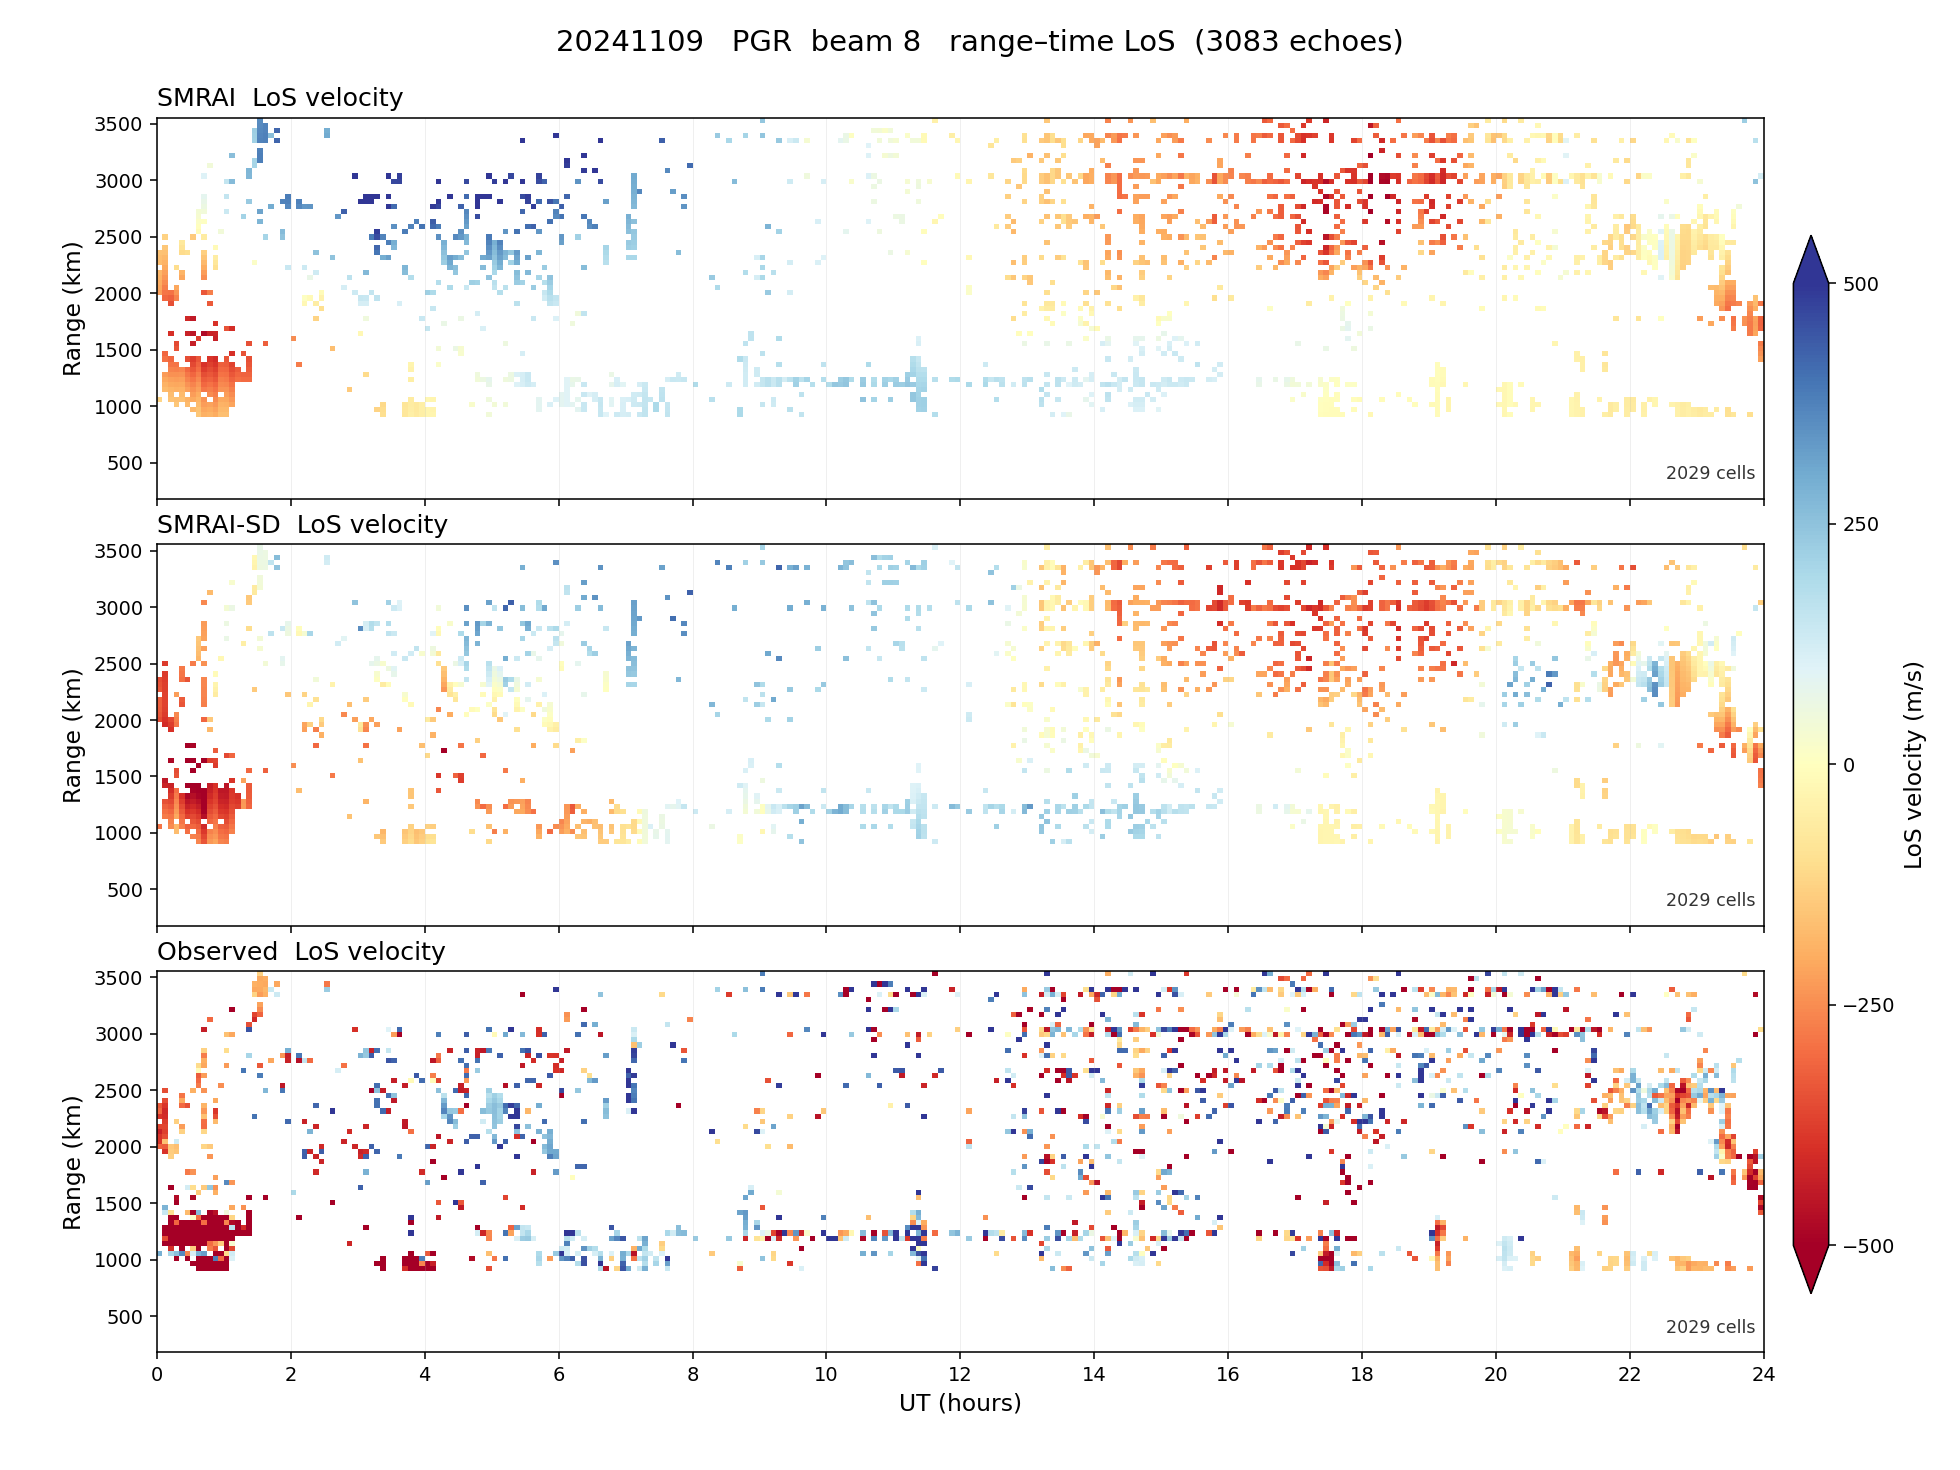 20241109   PGR  beam 8   range–time LoS  (3083 echoes)
SMRAI  LoS velocity
3500
3000
2500
2000
1500
1000
500
Range (km)
2029 cells
SMRAI-SD  LoS velocity
3500
3000
2500
2000
1500
1000
500
Range (km)
2029 cells
Observed  LoS velocity
3500
3000
2500
2000
1500
1000
500
Range (km)
2029 cells
0 2 4 6 8 10 12 14 16 18 20 22 24
UT (hours)
500
250
0
−250
−500
LoS velocity (m/s)